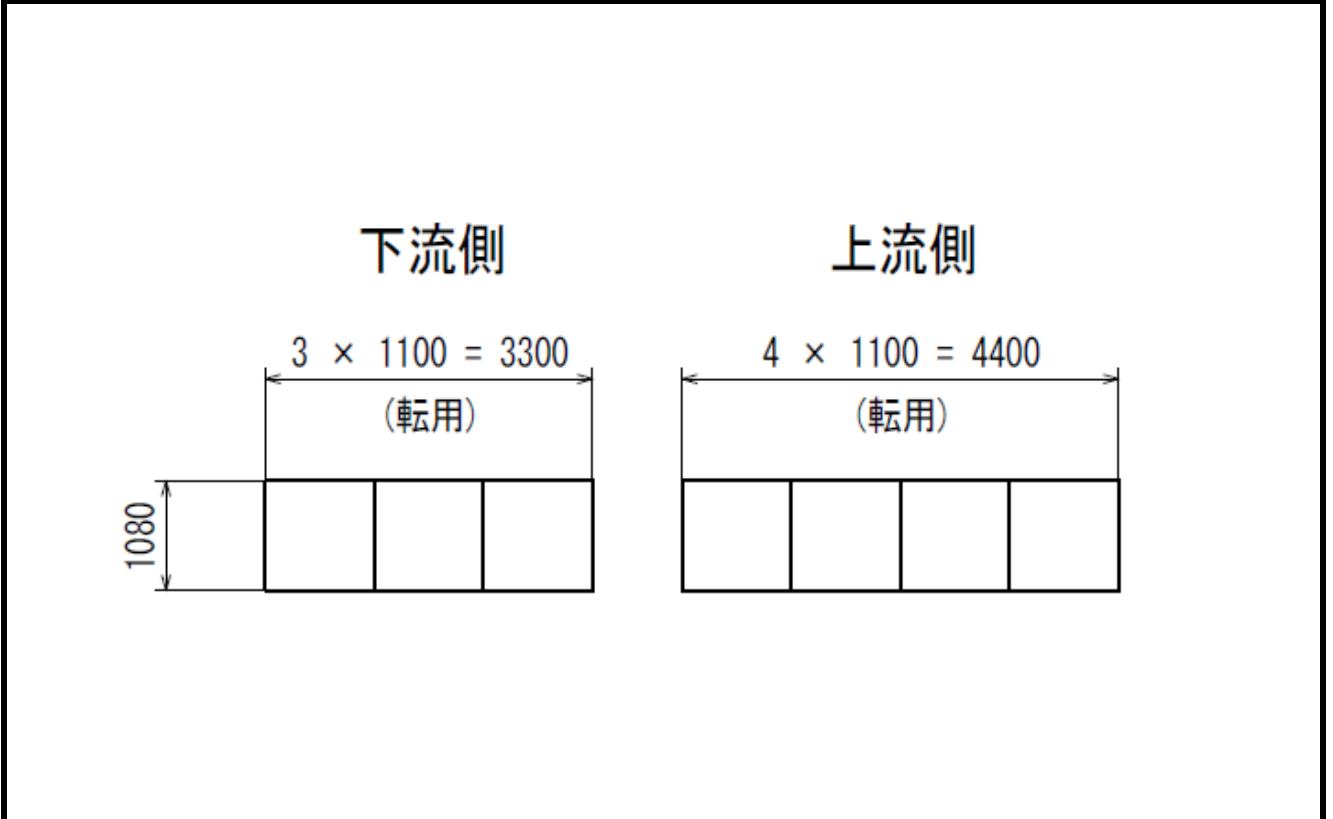 下流側
上流側
3 × 1100 = 3300
4 × 1100 = 4400
(転用)
(転用)
1080